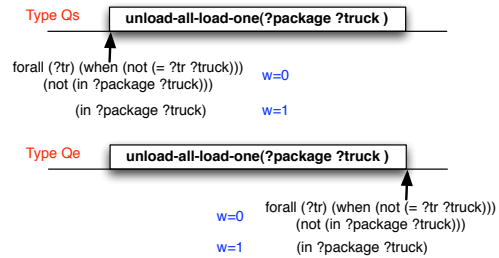 Type Qs
unload-all-load-one(?package ?truck )
forall (?tr) (when (not (= ?tr ?truck)))
(not (in ?package ?truck)))
w=0
(in ?package ?truck)
w=1
Type Qe
unload-all-load-one(?package ?truck )
w=0
forall (?tr) (when (not (= ?tr ?truck)))
(not (in ?package ?truck)))
w=1
(in ?package ?truck)